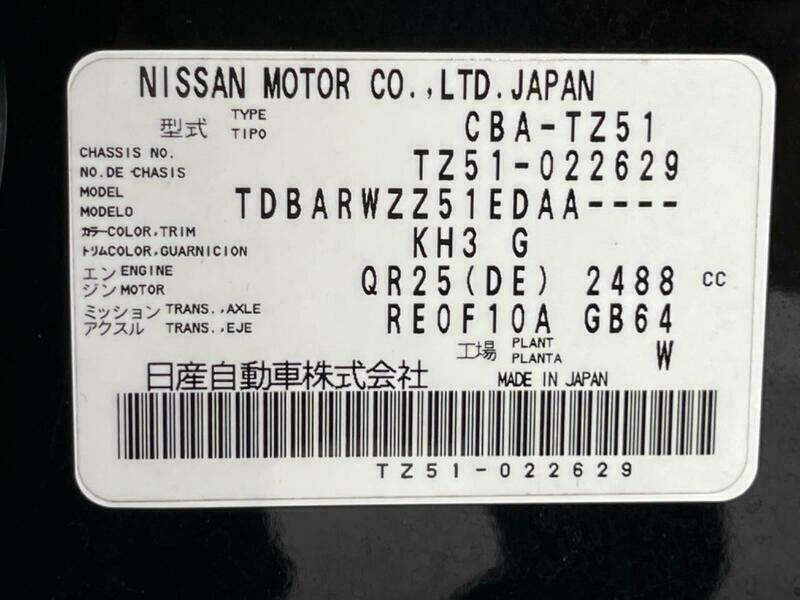 NISSAN MOTOR CO.,LTD.JAPAN
型式 TYPE TIPO CBA-TZ51
CHASSIS NO. NO.DE CHASIS TZ51-022629
MODEL MODELO TDBARWZZ51EDAA----
カラーCOLOR,TRIM トリムCOLOR,GUARNICION KH3 G
エンジン ENGINE MOTOR QR25(DE) 2488 CC
ミッション TRANS.,AXLE アクスル TRANS.,EJE RE0F10A GB64
工場 PLANT PLANTA W
日産自動車株式会社 MADE IN JAPAN
TZ51-022629